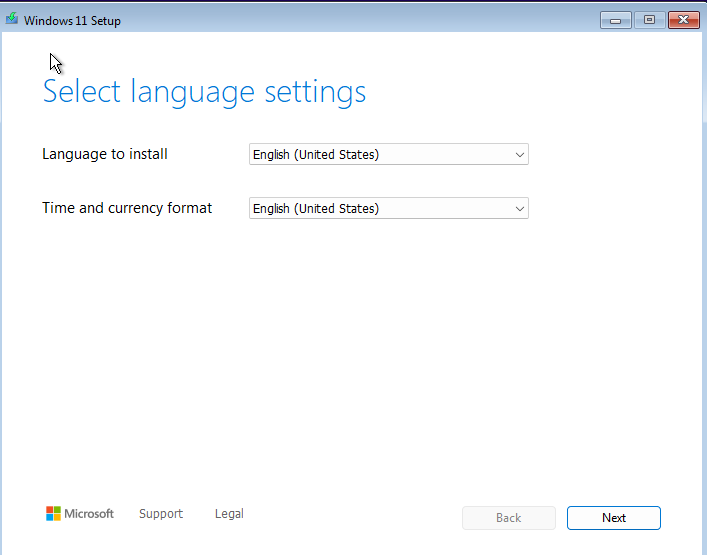 Windows 11 Setup
Select language settings
Language to install
English (United States)
Time and currency format
English (United States)
Microsoft Support Legal Back Next